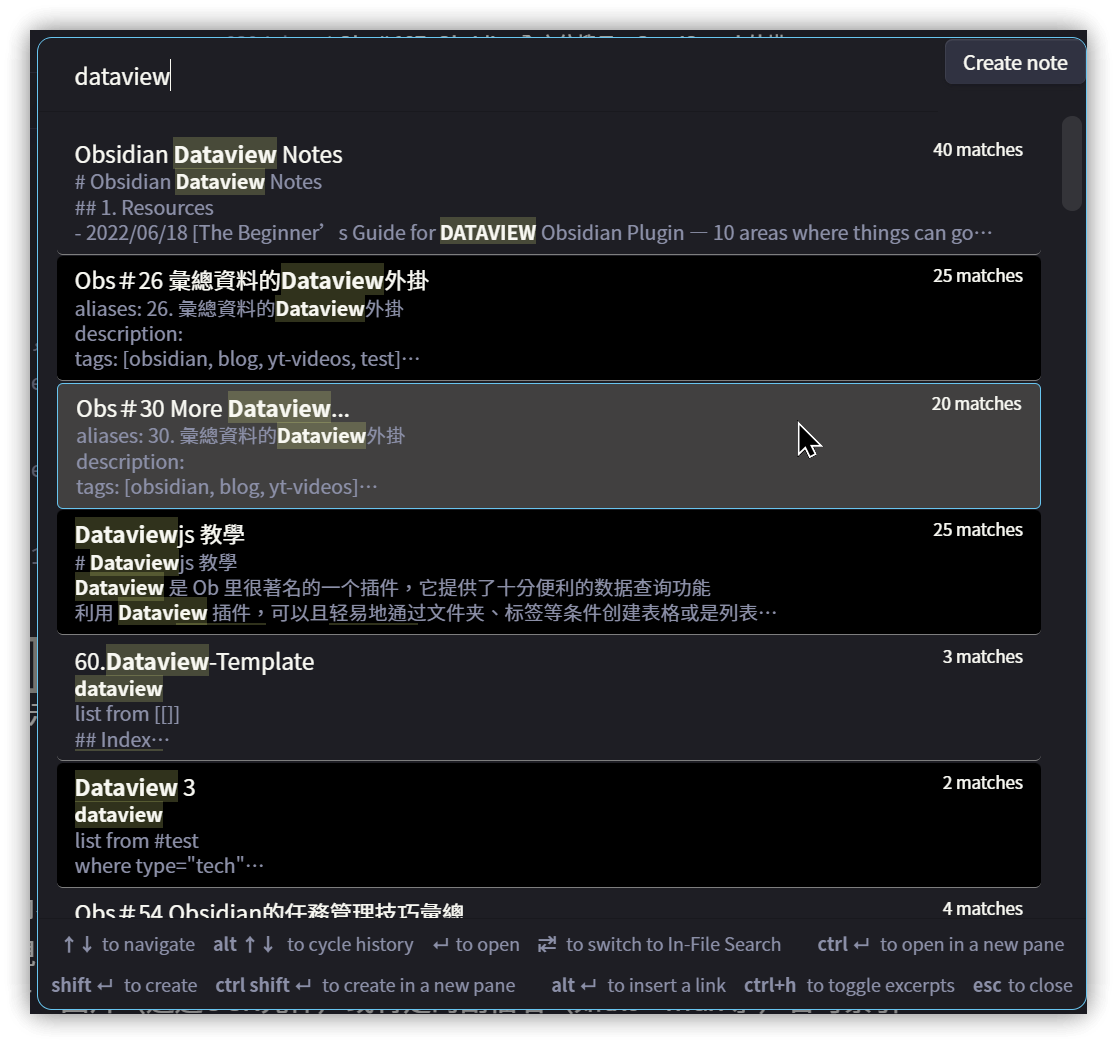 dataview
Create note
Obsidian Dataview Notes
40 matches
# Obsidian Dataview Notes
## 1. Resources
- 2022/06/18 [The Beginner’s Guide for DATAVIEW Obsidian Plugin — 10 areas where things can go…
Obs＃26 彙總資料的Dataview外掛
25 matches
aliases: 26. 彙總資料的Dataview外掛
description:
tags: [obsidian, blog, yt-videos, test]…
Obs＃30 More Dataview...
20 matches
aliases: 30. 彙總資料的Dataview外掛
description:
tags: [obsidian, blog, yt-videos]…
Dataviewjs 教學
25 matches
# Dataviewjs 教學
Dataview 是 Ob 里很著名的一个插件，它提供了十分便利的数据查询功能
利用 Dataview 插件，可以且轻易地通过文件夹、标签等条件创建表格或是列表…
60.Dataview-Template
3 matches
dataview
list from [[]]
## Index…
Dataview 3
2 matches
dataview
list from #test
where type="tech"…
Obs＃54 Obsidian的任務管理技巧彙總
4 matches
↑↓ to navigate alt ↑↓ to cycle history ↵ to open ⇄ to switch to In-File Search ctrl ↵ to open in a new pane
shift ↵ to create ctrl shift ↵ to create in a new pane alt ↵ to insert a link ctrl+h to toggle excerpts esc to close